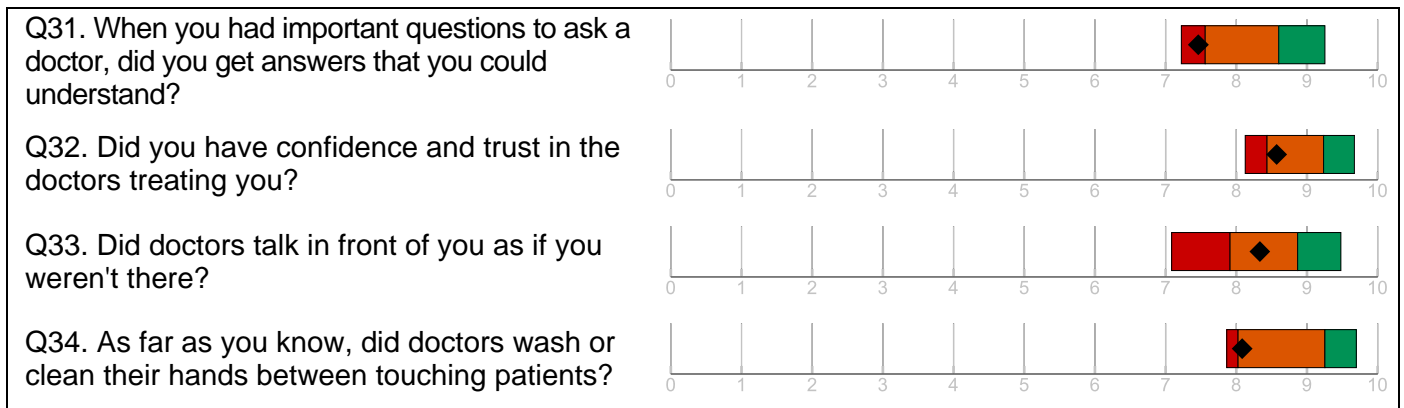 Q31. When you had important questions to ask a
doctor, did you get answers that you could
understand?
0 1 2 3 4 5 6 7 8 9 10
Q32. Did you have confidence and trust in the
doctors treating you?
0 1 2 3 4 5 6 7 8 9 10
Q33. Did doctors talk in front of you as if you
weren't there?
0 1 2 3 4 5 6 7 8 9 10
Q34. As far as you know, did doctors wash or
clean their hands between touching patients?
0 1 2 3 4 5 6 7 8 9 10